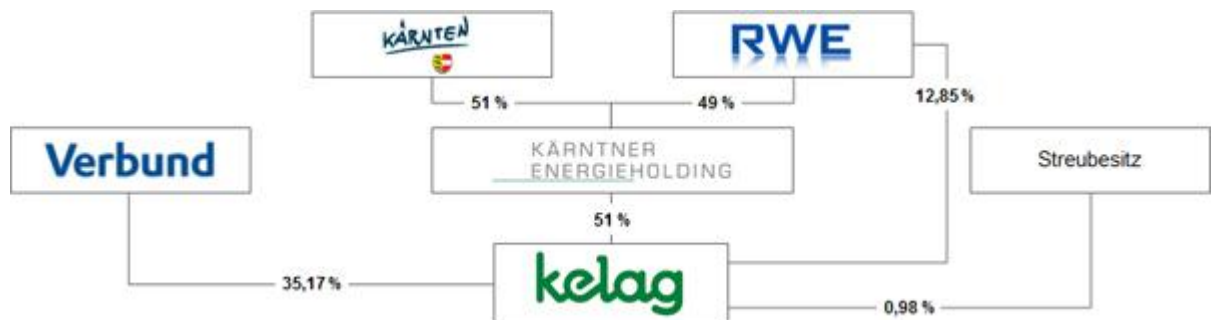 KÄRNTEN
RWE
51 %
49 %
12,85 %
Verbund
KÄRNTNER
ENERGIEHOLDING
Streubesitz
51 %
35,17 %
kelag
0,98 %